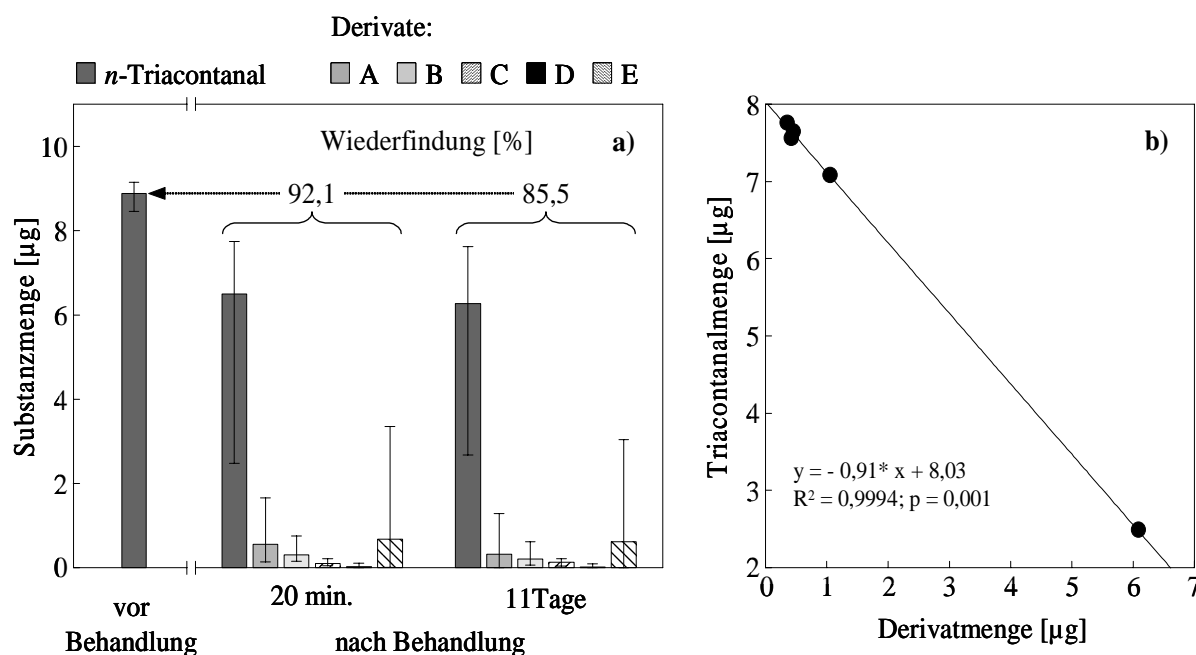 Derivate:
n-Triacontanal A B C D E
Wiederfindung [%] a)
92,1 85,5
Substanzmenge [µg]
10
8
6
4
2
0
20 min. 11Tage
vor
Behandlung nach Behandlung
b)
Triacontanalmenge [µg]
8
7
6
5
4
3
2
y = - 0,91* x + 8,03
R² = 0,9994; p = 0,001
0 1 2 3 4 5 6 7
Derivatmenge [µg]